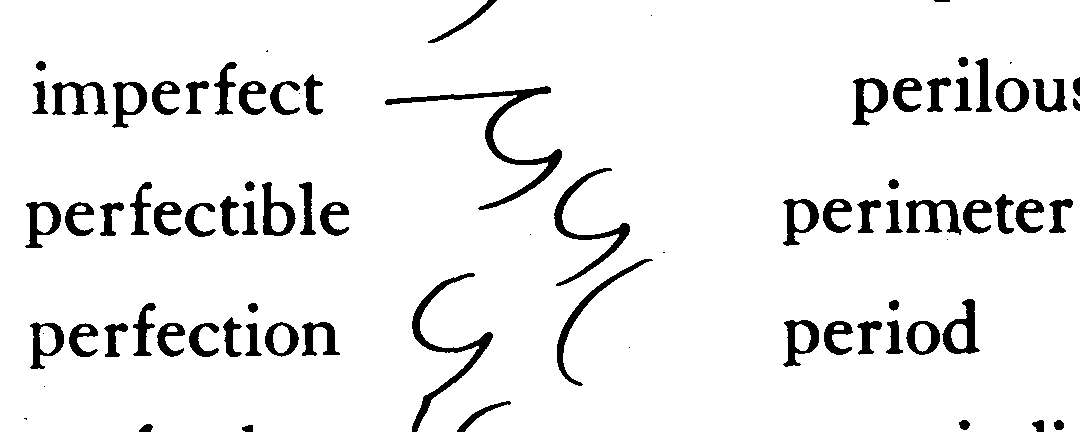 imperfect perilous
perfectible perimeter
perfection period